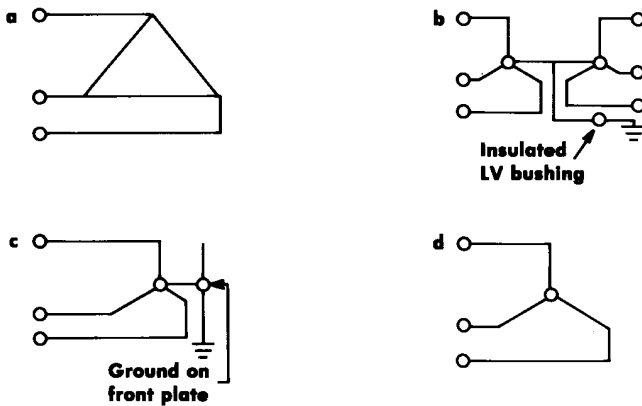 a
b
Insulated
LV bushing
c
Ground on
front plate
d